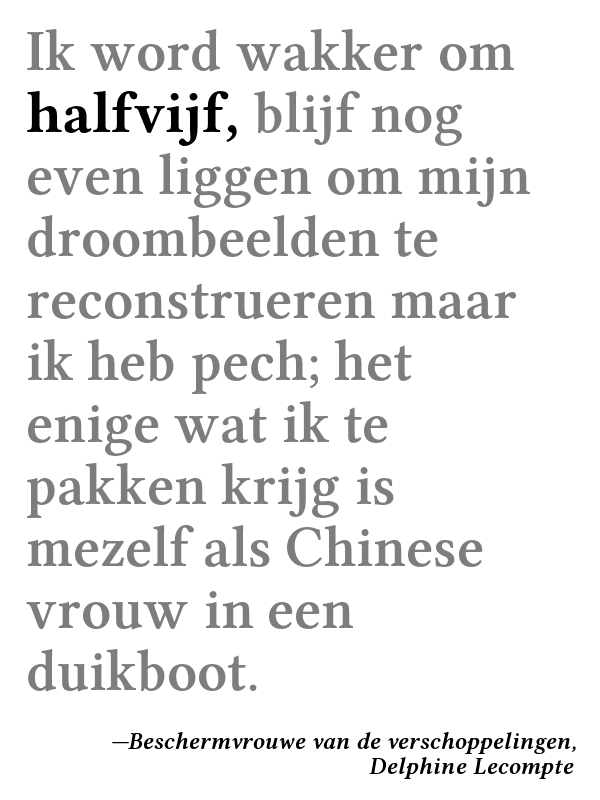 Ik word wakker om
halfvijf, blijf nog
even liggen om mijn
droombeelden te
reconstrueren maar
ik heb pech; het
enige wat ik te
pakken krijg is
mezelf als Chinese
vrouw in een
duikboot.
—Beschermvrouwe van de verschoppelingen,
Delphine Lecompte